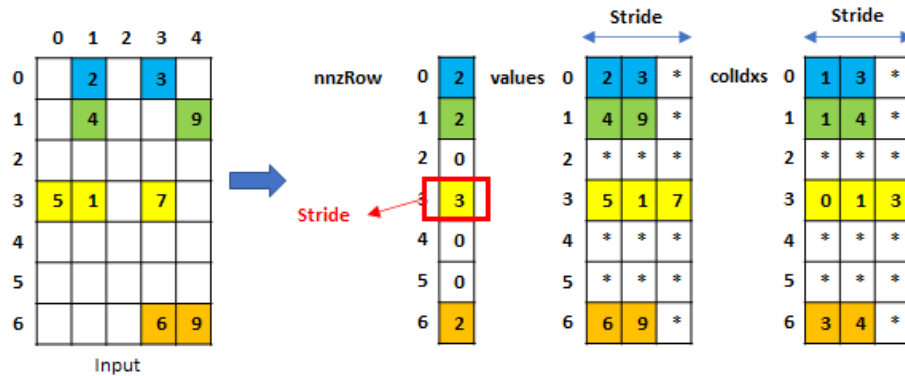 Stride Stride
0 1 2 3 4
0 2 3 nnzRow 0 2 values 0 2 3 * colIdxs 0 1 3 *
1 4 9 1 2 1 4 9 * 1 1 4 *
2 2 0 2 * * * 2 * * *
3 5 1 7 3 3 3 5 1 7 3 0 1 3
Stride
4 4 0 4 * * * 4 * * *
5 5 0 5 * * * 5 * * *
6 6 9 6 2 6 6 9 * 6 3 4 *
Input